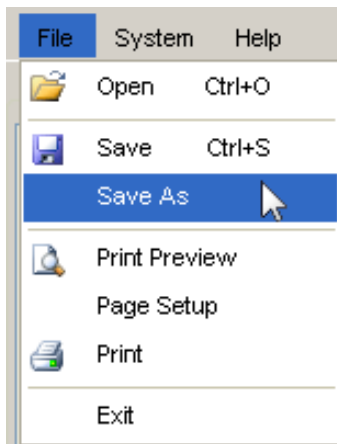 File System Help
Open Ctrl+O
Save Ctrl+S
Save As
Print Preview
Page Setup
Print
Exit